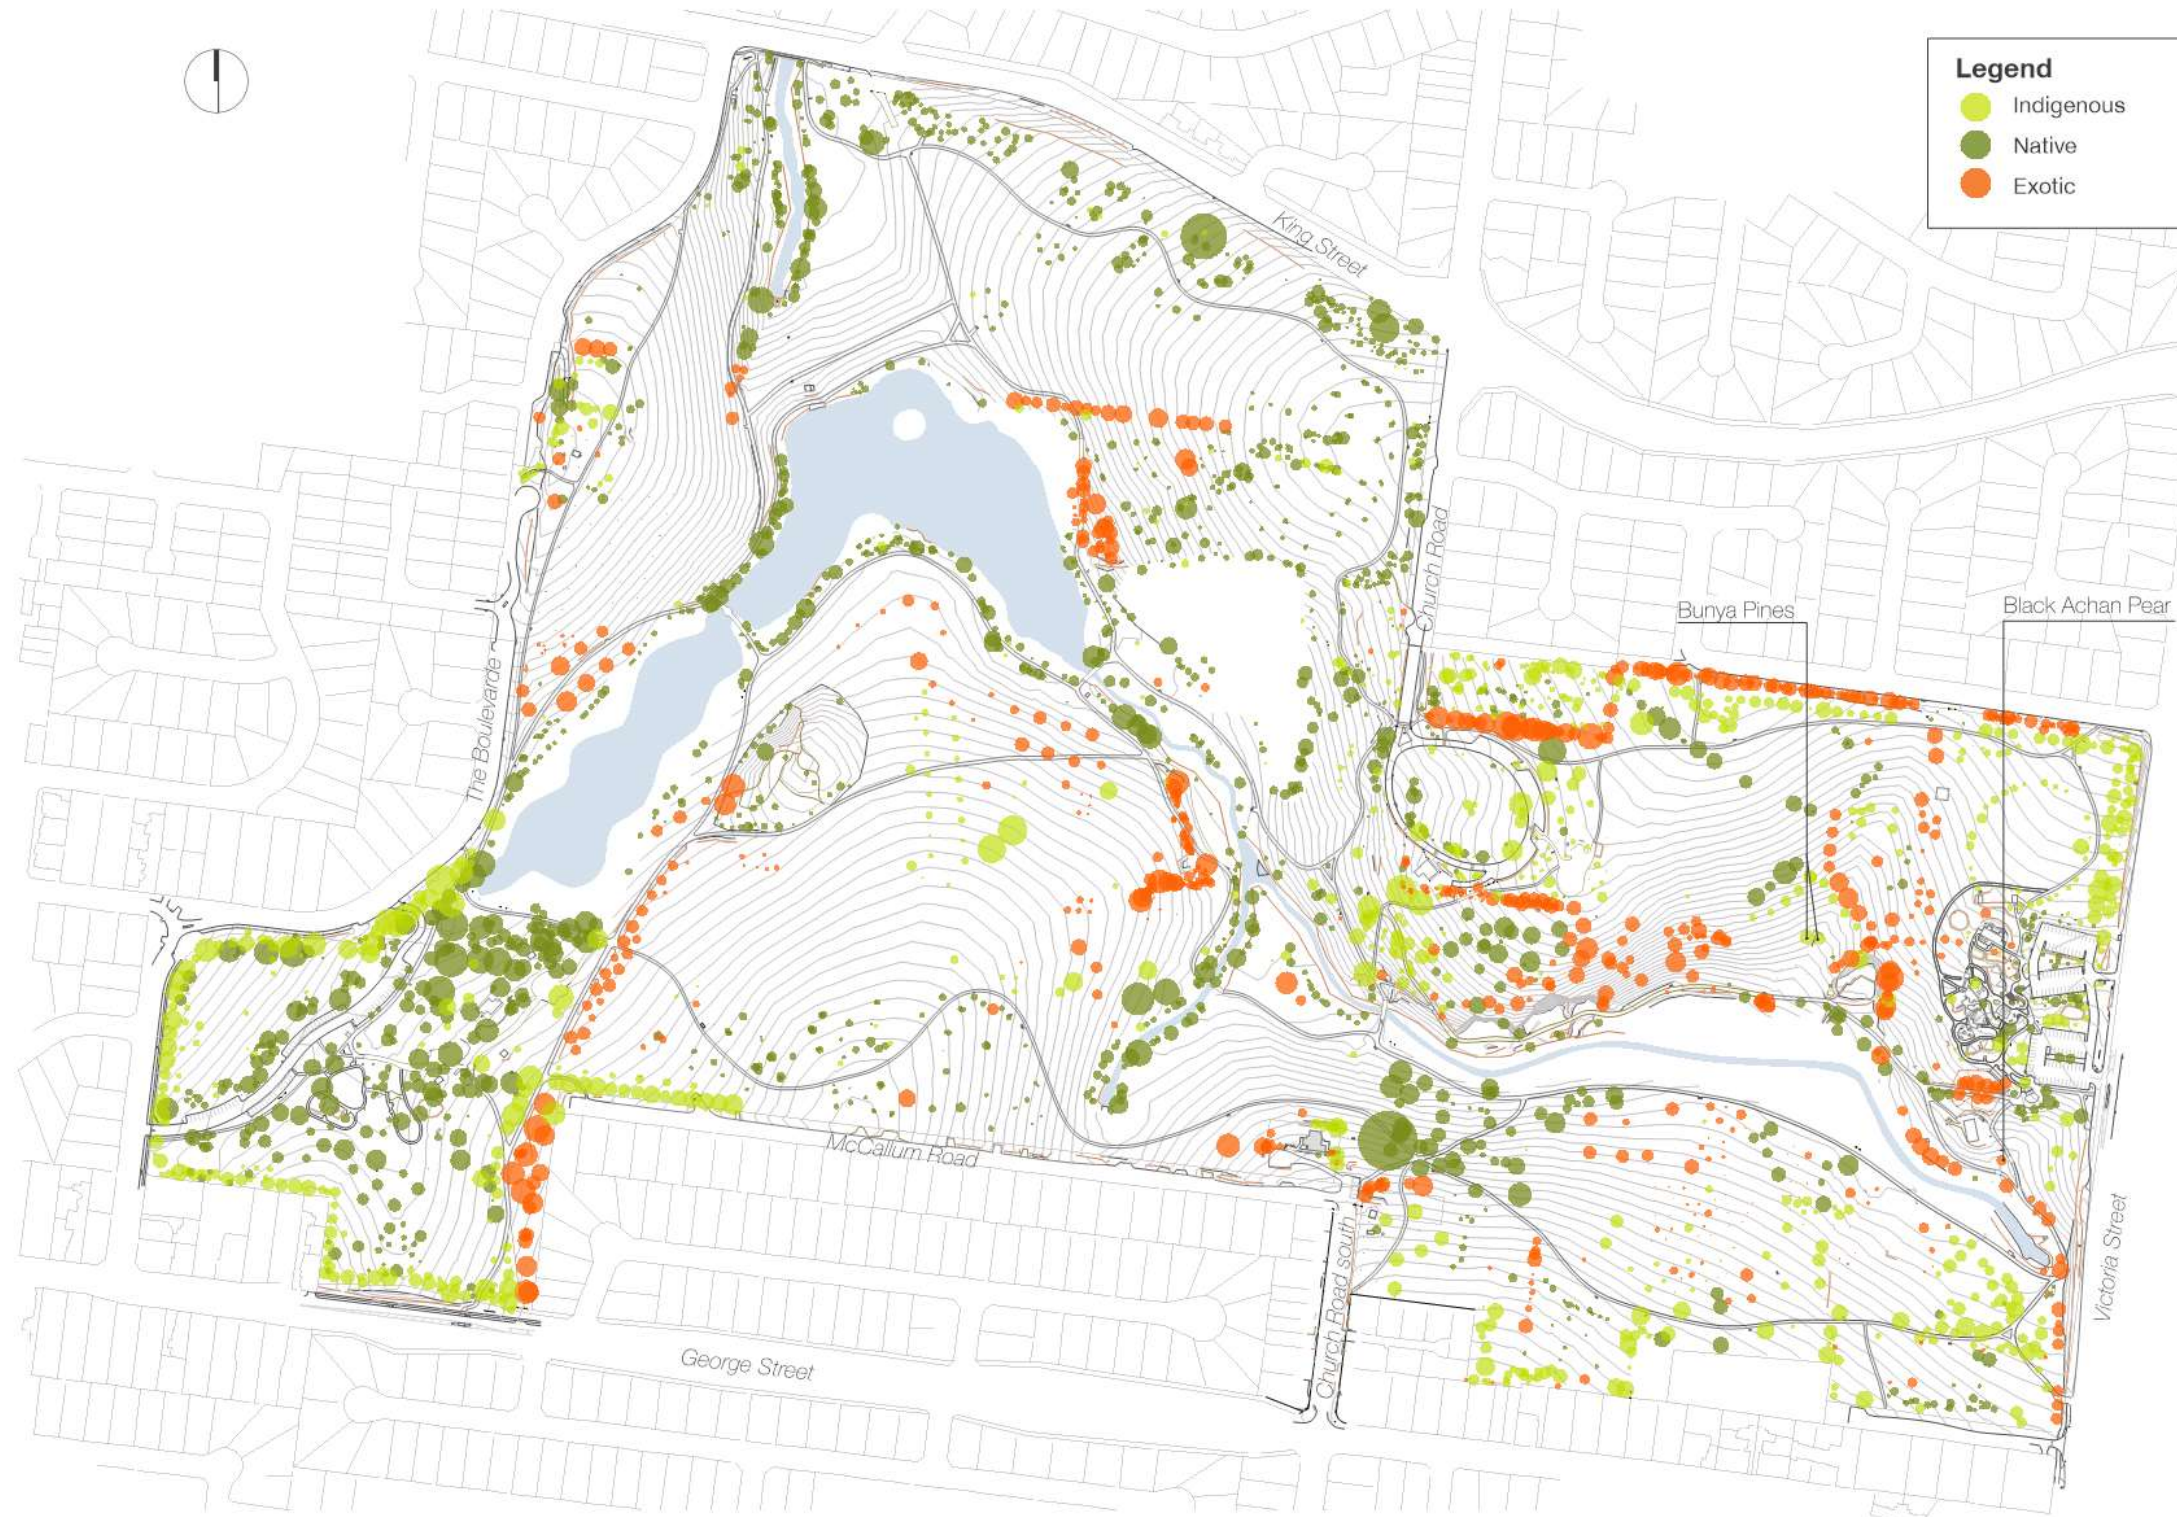 Legend
Indigenous
Native
Exotic
King Street
Church Road
Bunya Pines
Black Achan Pear
The Boulevarde
McCallum Road
Church Road south
Victoria Street
George Street